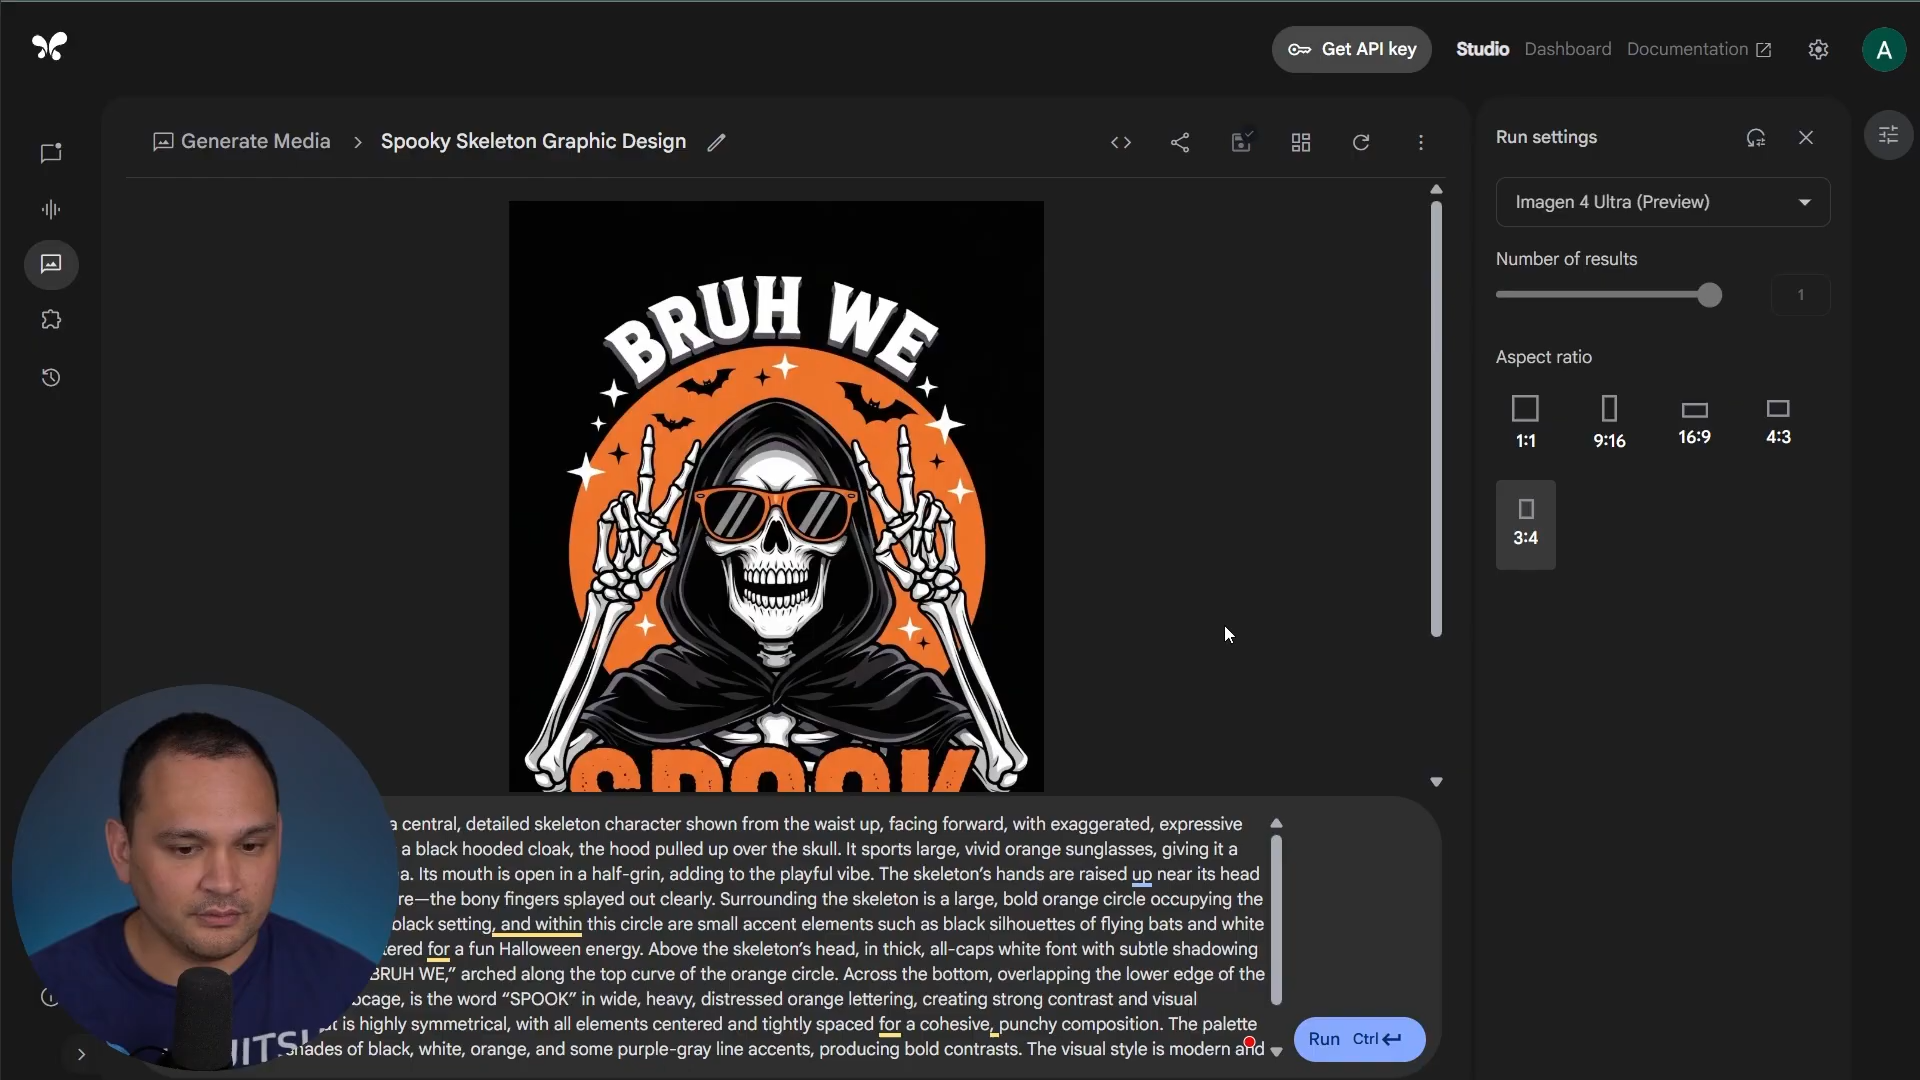 Get API key
Studio
Dashboard
Documentation
A
Generate Media > Spooky Skeleton Graphic Design
Run settings
Imagen 4 Ultra (Preview)
Number of results
1
Aspect ratio
1:1
9:16
16:9
4:3
3:4
BRUH WE
SPOOK
a central, detailed skeleton character shown from the waist up, facing forward, with exaggerated, expressive
a black hooded cloak, the hood pulled up over the skull. It sports large, vivid orange sunglasses, giving it a
a. Its mouth is open in a half-grin, adding to the playful vibe. The skeleton’s hands are raised up near its head
re—the bony fingers splayed out clearly. Surrounding the skeleton is a large, bold orange circle occupying the
black setting, and within this circle are small accent elements such as black silhouettes of flying bats and white
tered for a fun Halloween energy. Above the skeleton’s head, in thick, all-caps white font with subtle shadowing
BRUH WE,” arched along the top curve of the orange circle. Across the bottom, overlapping the lower edge of the
bcage, is the word “SPOOK” in wide, heavy, distressed orange lettering, creating strong contrast and visual
t is highly symmetrical, with all elements centered and tightly spaced for a cohesive, punchy composition. The palette
hades of black, white, orange, and some purple-gray line accents, producing bold contrasts. The visual style is modern and
Run Ctrl